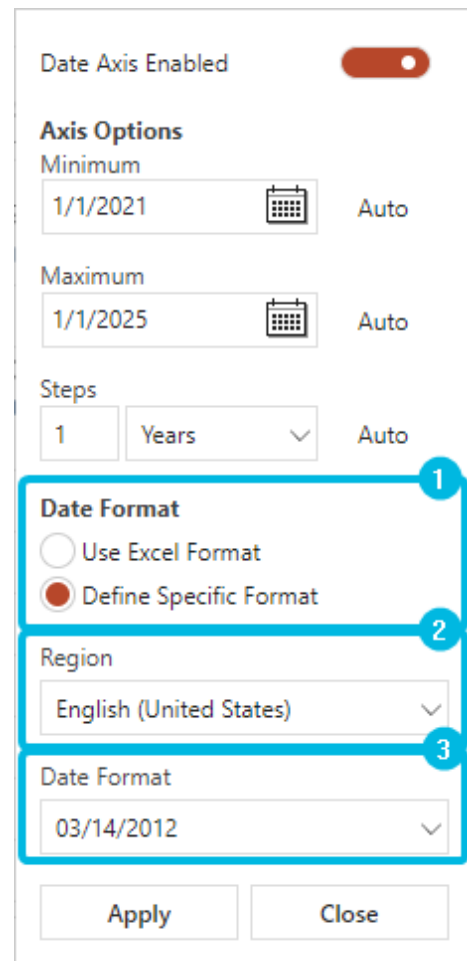 Date Axis Enabled
Axis Options
Minimum
1/1/2021 Auto
Maximum
1/1/2025 Auto
Steps
1 Years Auto
1
Date Format
Use Excel Format
Define Specific Format
2
Region
English (United States)
3
Date Format
03/14/2012
Apply Close